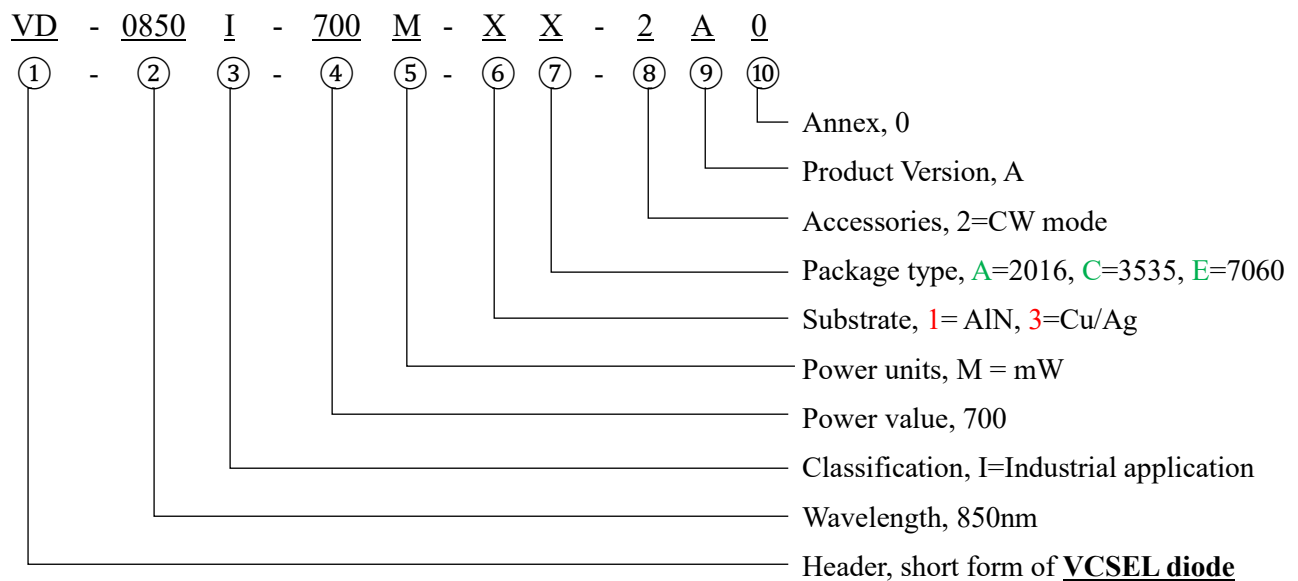 VD - 0850 I - 700 M - X X - 2 A 0
① - ② ③ - ④ ⑤ - ⑥ ⑦ - ⑧ ⑨ ⑩
Annex, 0
Product Version, A
Accessories, 2=CW mode
Package type, A=2016, C=3535, E=7060
Substrate, 1= AlN, 3=Cu/Ag
Power units, M = mW
Power value, 700
Classification, I=Industrial application
Wavelength, 850nm
Header, short form of VCSEL diode